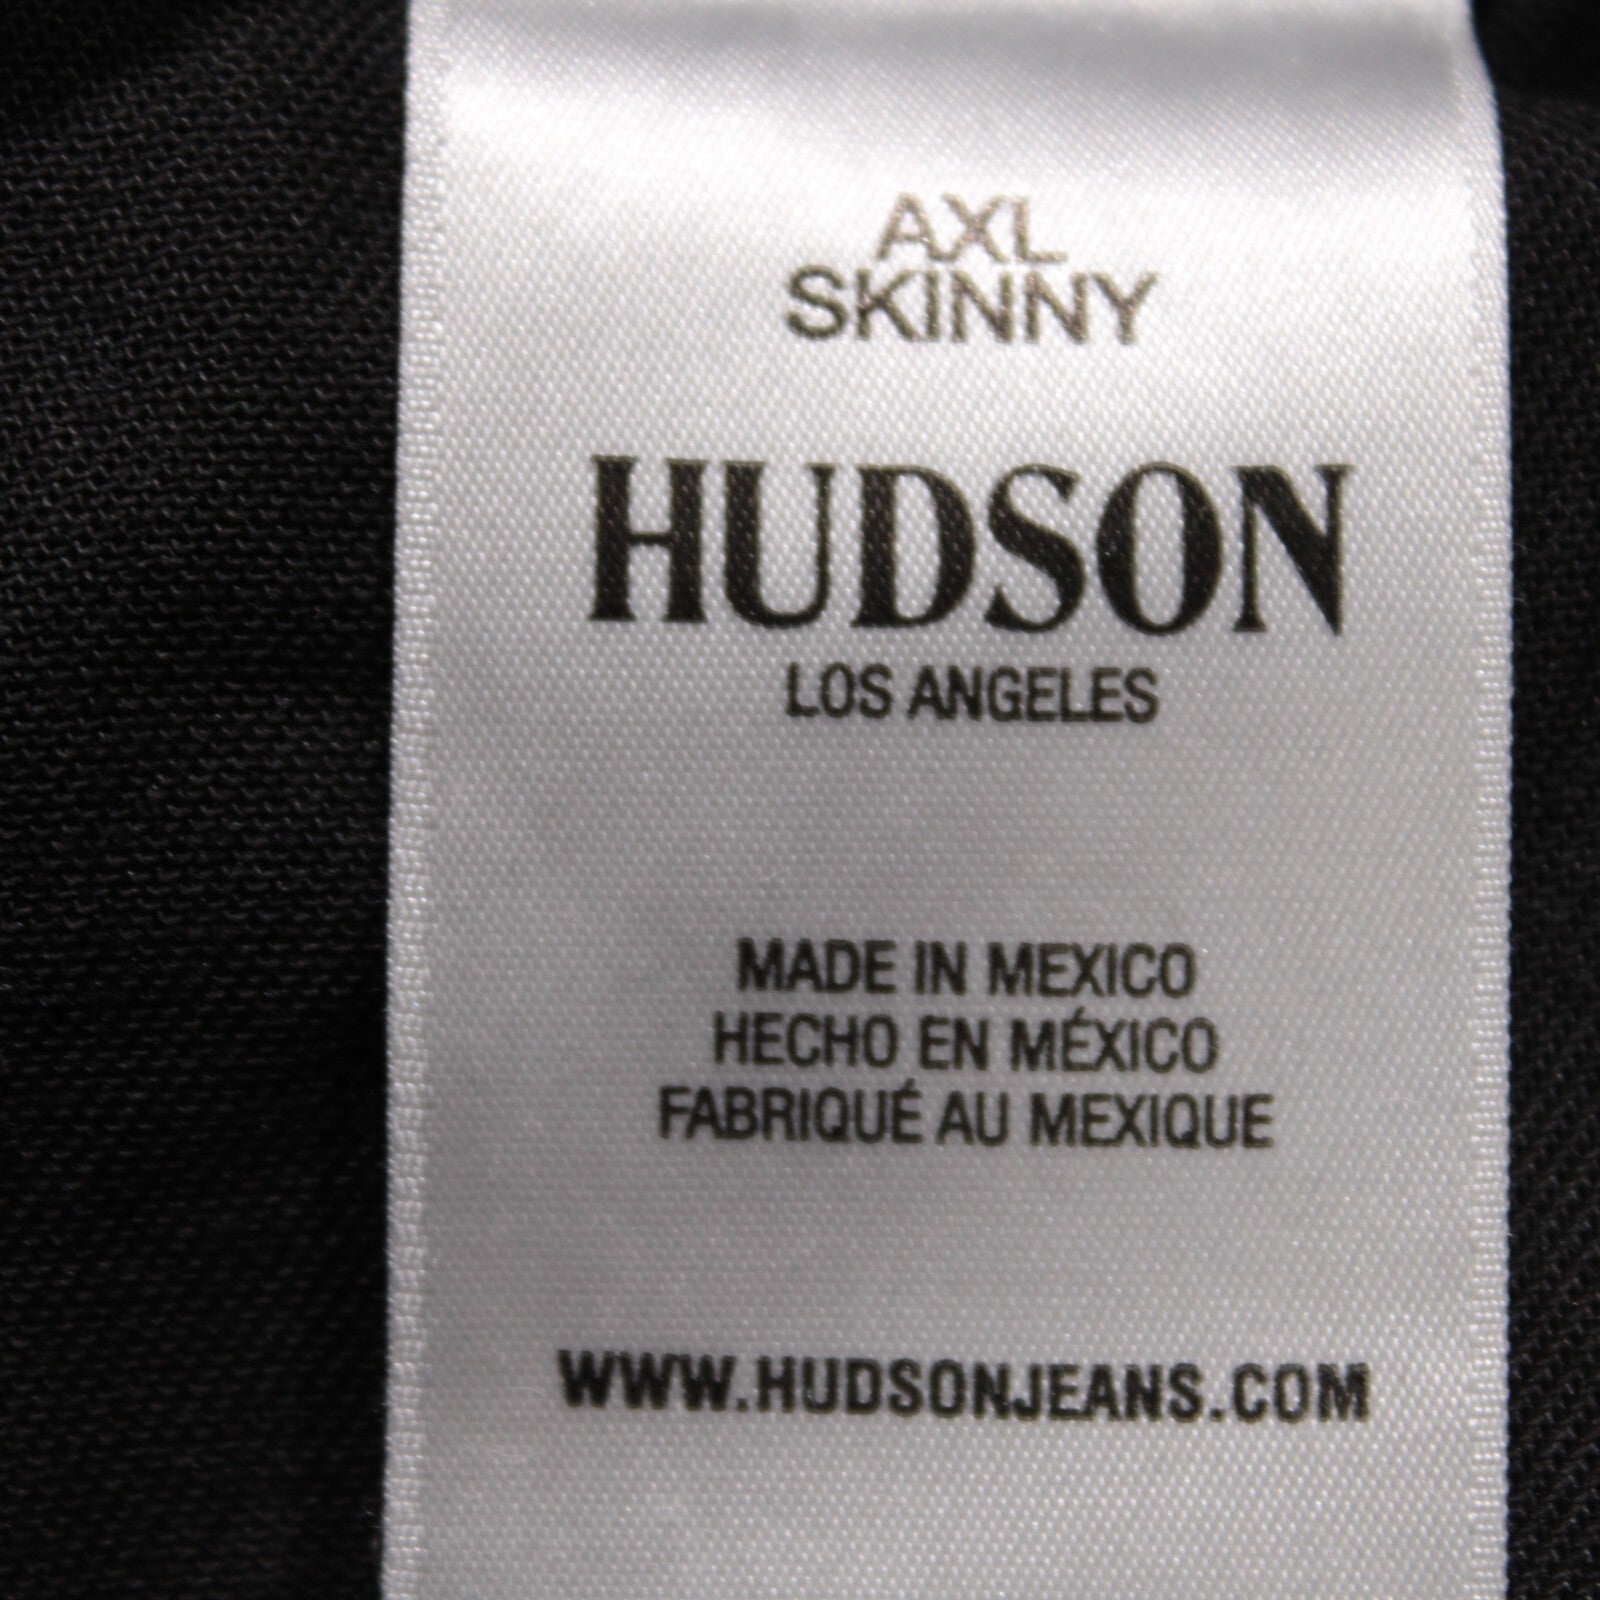 AXL
SKINNY
HUDSON
LOS ANGELES
MADE IN MEXICO
HECHO EN MÉXICO
FABRIQUÉ AU MEXIQUE
WWW.HUDSONJEANS.COM